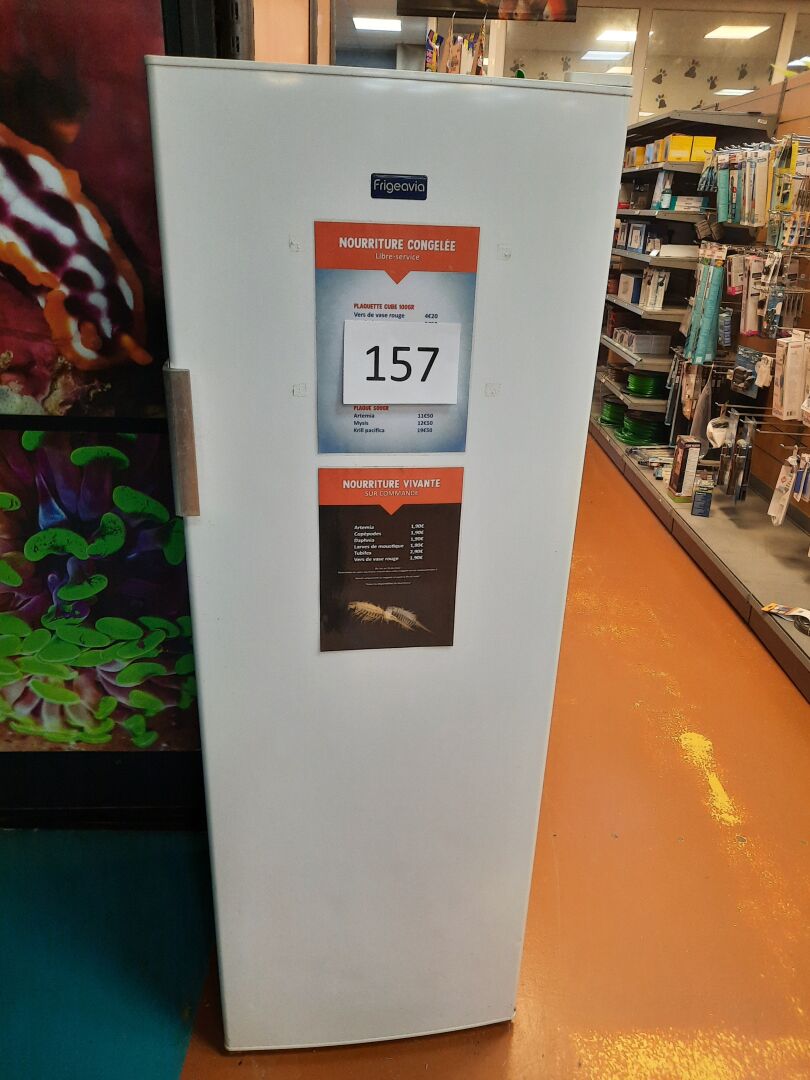 Frigeavia
NOURRITURE CONGELÉE
Libre-service
PLAQUETTE CUBE 100GR
Vers de vase rouge 4€20
157
PLAQUE 500GR
Artemia 11€50
Mysis 12€50
Krill pacifica 19€50
NOURRITURE VIVANTE
SUR COMMANDE
Artemia 1,90€
Copépodes 1,90€
Daphnia 1,90€
Larves de moustique 1,80€
Tubifex 2,90€
Vers de vase rouge 1,90€